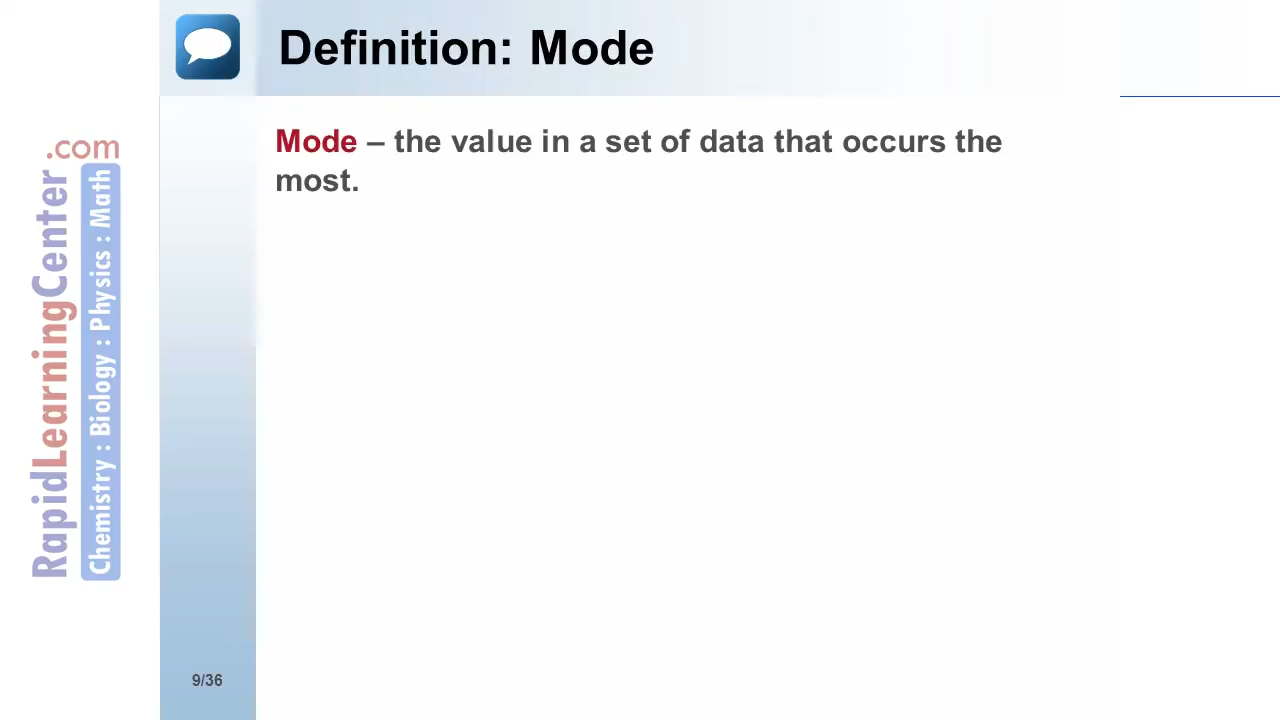 Definition: Mode
Mode – the value in a set of data that occurs the
most.
.com
RapidLearningCenter
Chemistry : Biology : Physics : Math
9/36